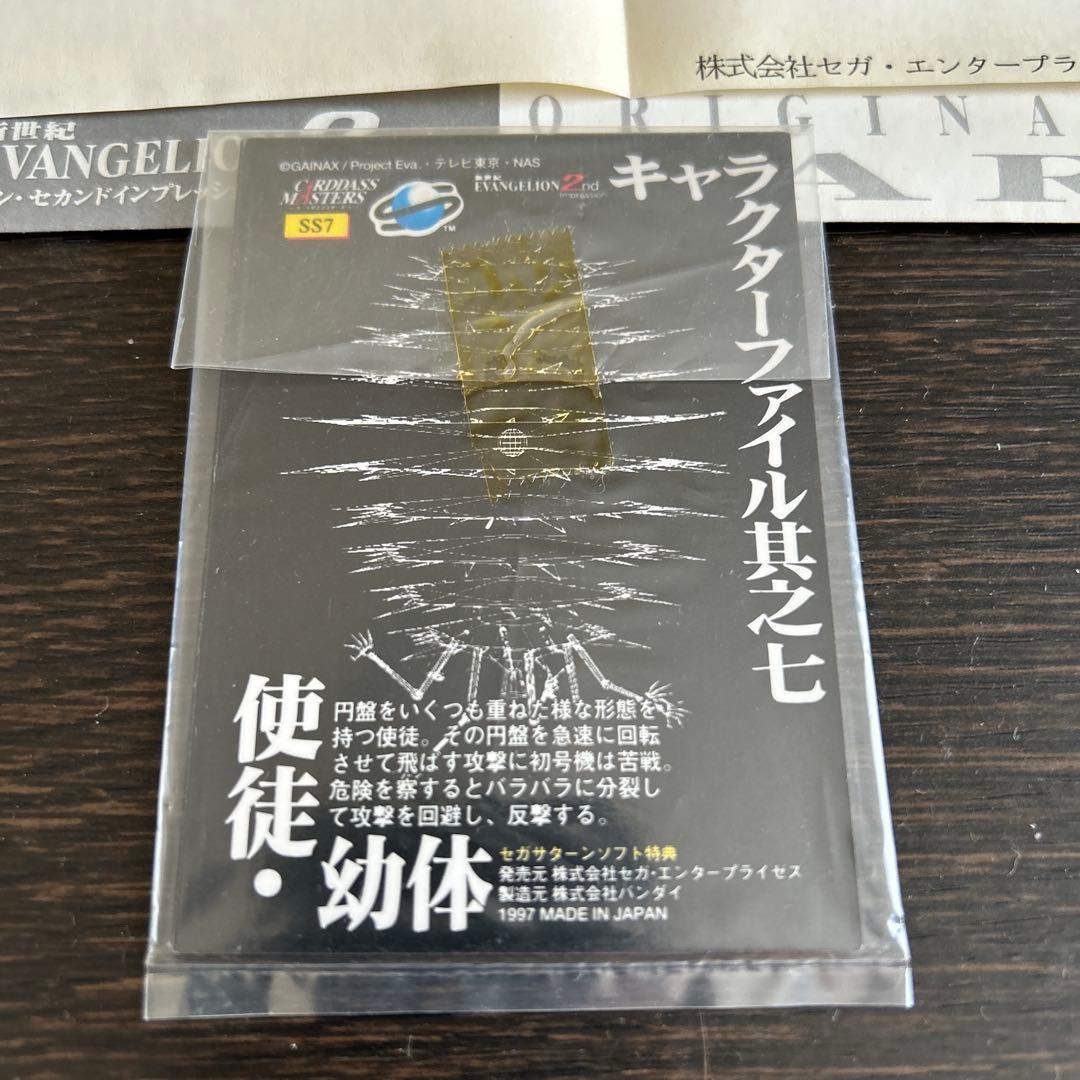 株式会社セガ・エンタープラ
ORIGINA
新世紀
EVANGELIO
ン・セカンドインプレッシ
©GAINAX / Project Eva.・テレビ東京・NAS
CARDDASS MASTERS
SS7
TM
新世紀
EVANGELION 2nd
Impression
キャラクターファイル其之七
使徒・幼体
円盤をいくつも重ねた様な形態を
持つ使徒。その円盤を急速に回転
させて飛ばす攻撃に初号機は苦戦。
危険を察するとバラバラに分裂し
て攻撃を回避し、反撃する。
セガサターンソフト特典
発売元 株式会社セガ・エンタープライゼス
製造元 株式会社バンダイ
1997 MADE IN JAPAN